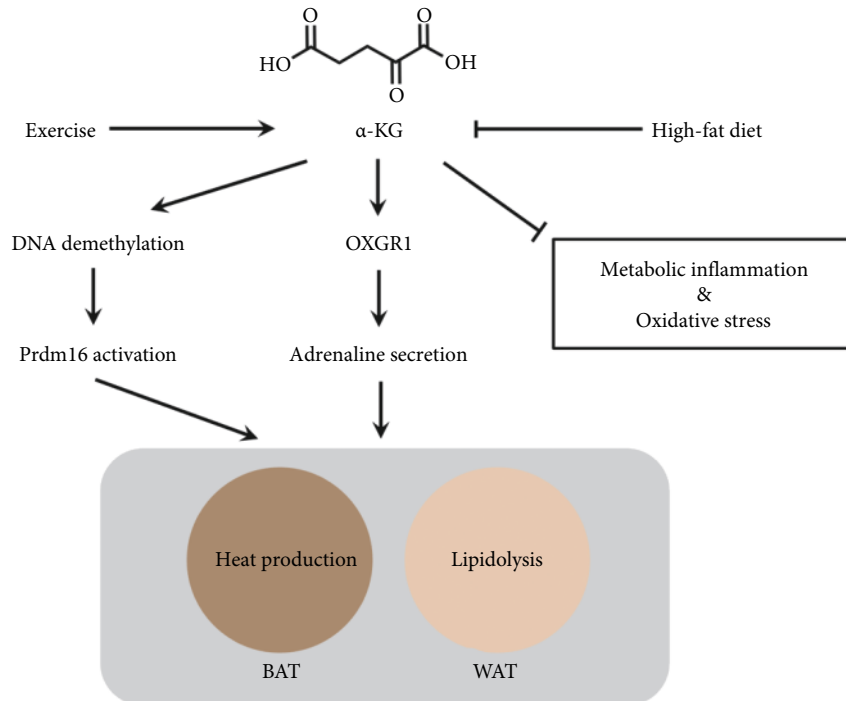 O
O
HO
OH
O
Exercise
α-KG
High-fat diet
DNA demethylation
OXGR1
Metabolic inflammation
&
Oxidative stress
Prdm16 activation
Adrenaline secretion
Heat production
Lipidolysis
BAT
WAT